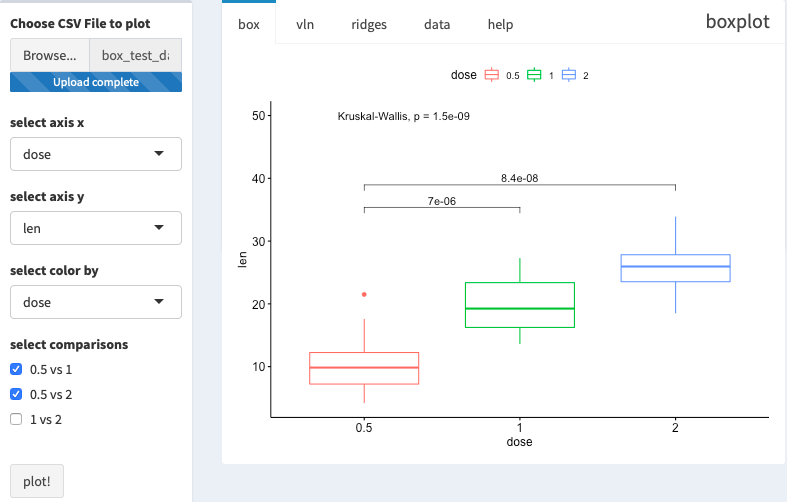 Choose CSV File to plot
Browse... box_test_da
Upload complete
select axis x
dose
select axis y
len
select color by
dose
select comparisons
0.5 vs 1
0.5 vs 2
1 vs 2
plot!
box vln ridges data help boxplot
dose 0.5 1 2
Kruskal-Wallis, p = 1.5e-09
8.4e-08
7e-06
50
40
30
20
10
len
0.5 1 2
dose